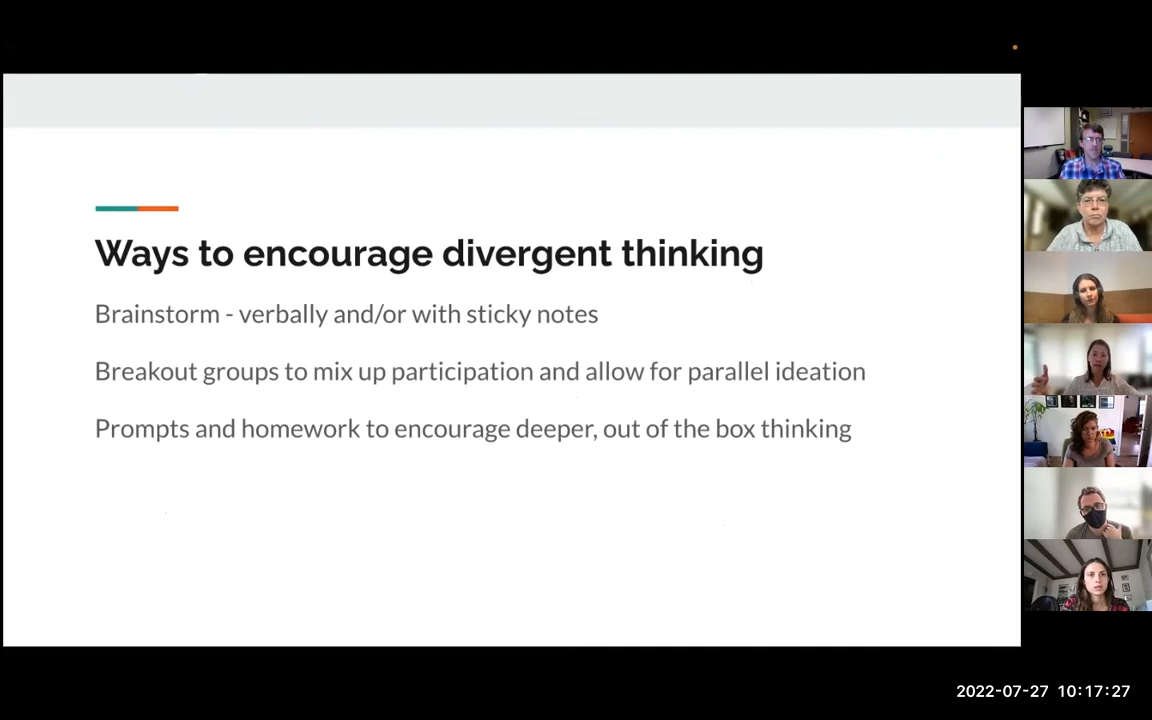 Ways to encourage divergent thinking
Brainstorm - verbally and/or with sticky notes
Breakout groups to mix up participation and allow for parallel ideation
Prompts and homework to encourage deeper, out of the box thinking
2022-07-27 10:17:27